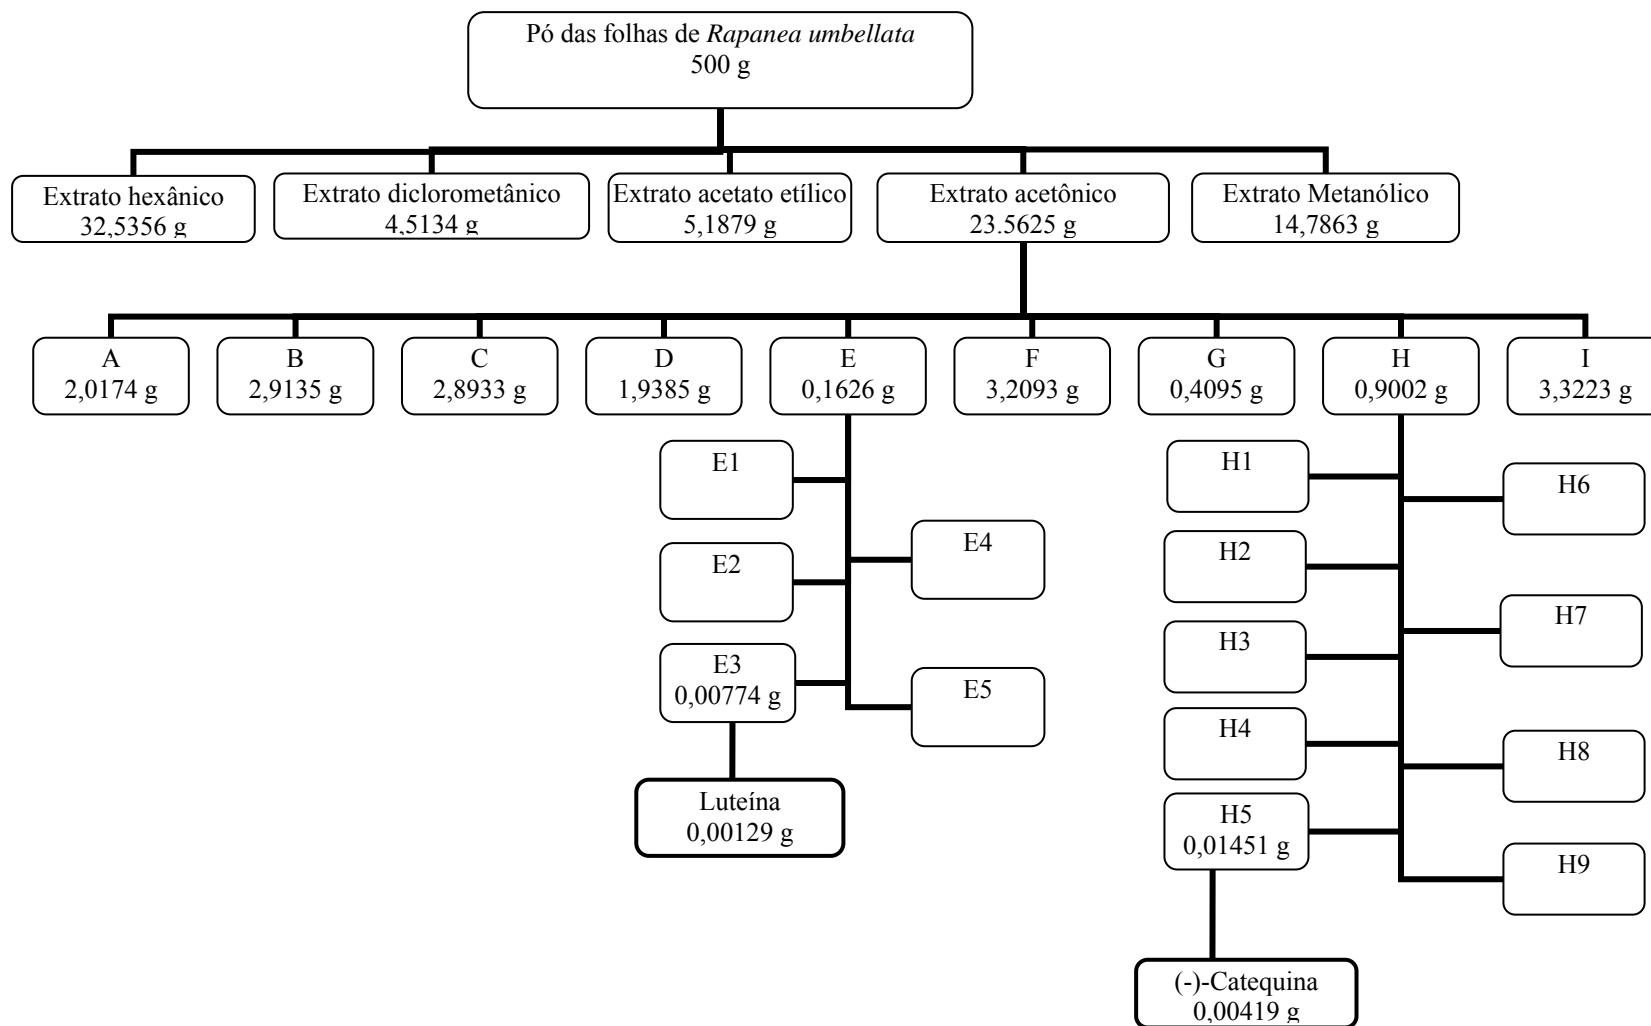 Pó das folhas de Rapanea umbellata
500 g
Extrato hexânico
32,5356 g
Extrato diclorometânico
4,5134 g
Extrato acetato etílico
5,1879 g
Extrato acetônico
23.5625 g
Extrato Metanólico
14,7863 g
A
2,0174 g
B
2,9135 g
C
2,8933 g
D
1,9385 g
E
0,1626 g
F
3,2093 g
G
0,4095 g
H
0,9002 g
I
3,3223 g
E1
E2
E3
0,00774 g
E4
E5
Luteína
0,00129 g
H1
H2
H3
H4
H5
0,01451 g
H6
H7
H8
H9
(-)-Catequina
0,00419 g